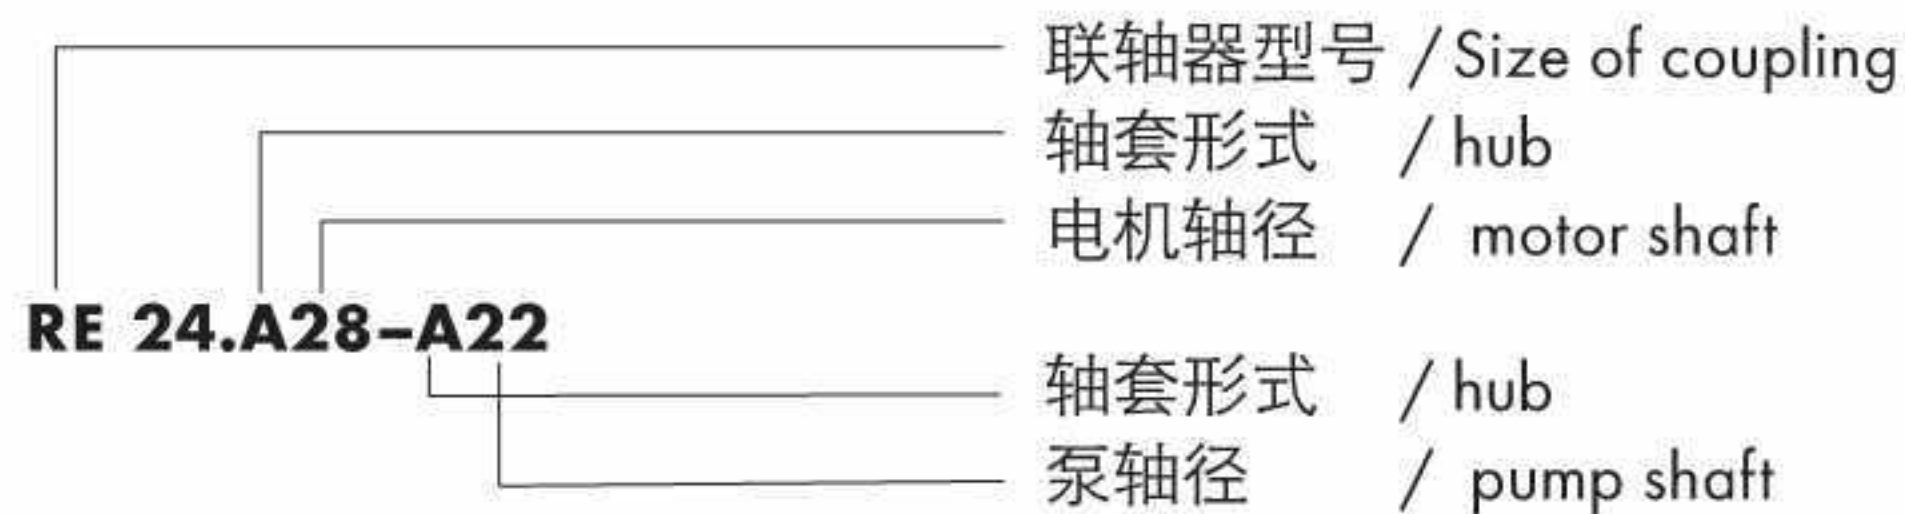 联轴器型号 / Size of coupling
轴套形式 / hub
电机轴径 / motor shaft
RE 24.A28-A22
轴套形式 / hub
泵轴径 / pump shaft